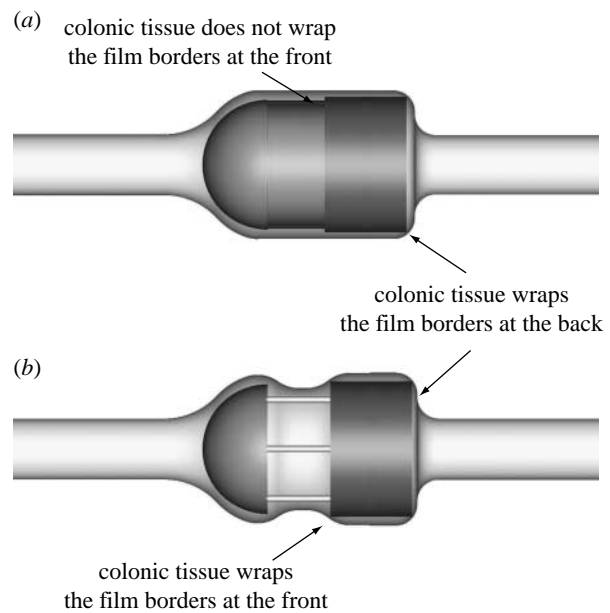 (a)
colonic tissue does not wrap
the film borders at the front
colonic tissue wraps
the film borders at the back
(b)
colonic tissue wraps
the film borders at the front